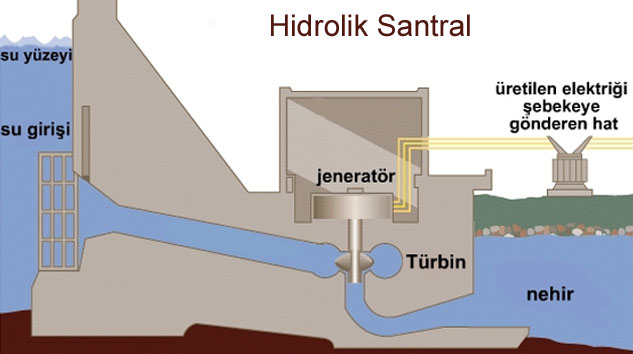 Hidrolik Santral
su yüzeyi
su girişi
jeneratör
üretilen elektriği
şebekeye
gönderen hat
Türbin
nehir